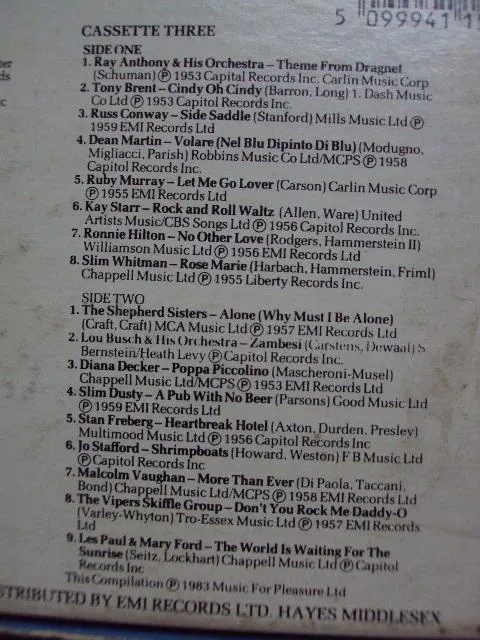 5 099941 1
CASSETTE THREE
SIDE ONE
1. Ray Anthony & His Orchestra – Theme From Dragnet
(Schuman) Ⓟ 1953 Capital Records Inc. Carlin Music Corp
2. Tony Brent – Cindy Oh Cindy (Barron, Long) 1. Dash Music
Co Ltd Ⓟ 1953 Capitol Records Inc.
3. Russ Conway – Side Saddle (Stanford) Mills Music Ltd Ⓟ
1959 EMI Records Ltd
4. Dean Martin – Volare (Nel Blu Dipinto Di Blu) (Modugno,
Migliacci, Parish) Robbins Music Co Ltd/MCPS Ⓟ 1958
Capitol Records Inc.
5. Ruby Murray – Let Me Go Lover (Carson) Carlin Music Corp
Ⓟ 1955 EMI Records Ltd
6. Kay Starr – Rock and Roll Waltz (Allen, Ware) United
Artists Music/CBS Songs Ltd Ⓟ 1956 Capitol Records Inc.
7. Ronnie Hilton – No Other Love (Rodgers, Hammerstein II)
Williamson Music Ltd Ⓟ 1956 EMI Records Ltd
8. Slim Whitman – Rose Marie (Harbach, Hammerstein, Friml)
Chappell Music Ltd Ⓟ 1955 Liberty Records Inc.
SIDE TWO
1. The Shepherd Sisters – Alone (Why Must I Be Alone)
(Craft, Craft) MCA Music Ltd Ⓟ 1957 EMI Records Ltd
2. Lou Busch & His Orchestra – Zambesi (Carstens, Dewaal) S.
Bernstein/Heath Levy Ⓟ Capitol Records Inc.
3. Diana Decker – Poppa Piccolino (Mascheroni-Musel)
Chappell Music Ltd/MCPS Ⓟ 1953 EMI Records Ltd
4. Slim Dusty – A Pub With No Beer (Parsons) Good Music Ltd
Ⓟ 1959 EMI Records Ltd
5. Stan Freberg – Heartbreak Hotel (Axton, Durden, Presley)
Multimood Music Ltd Ⓟ 1956 Capitol Records Inc
6. Jo Stafford – Shrimpboats (Howard, Weston) F B Music Ltd
Ⓟ Capitol Records Inc
7. Malcolm Vaughan – More Than Ever (Di Paola, Taccani,
Bond) Chappell Music Ltd/MCPS Ⓟ 1958 EMI Records Ltd
8. The Vipers Skiffle Group – Don't You Rock Me Daddy-O
(Varley-Whyton) Tro-Essex Music Ltd Ⓟ 1957 EMI Records
Ltd
9. Les Paul & Mary Ford – The World Is Waiting For The
Sunrise (Seitz, Lockhart) Chappell Music Ltd Ⓟ Capitol
Records Inc
This Compilation Ⓟ 1983 Music For Pleasure Ltd
STRIBUTED BY EMI RECORDS LTD. HAYES MIDDLESEX